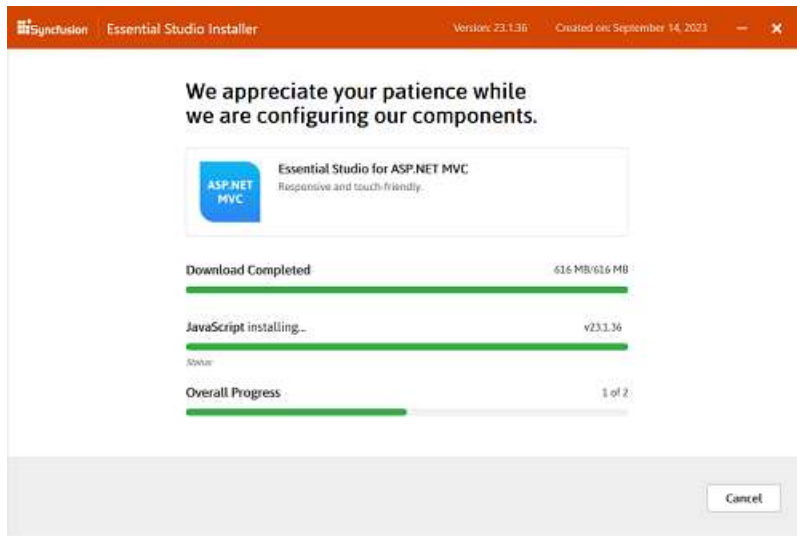 Syncfusion Essential Studio Installer Version: 23.1.36 Created on: September 14, 2023
We appreciate your patience while
we are configuring our components.
ASP.NET
MVC
Essential Studio for ASP.NET MVC
Responsive and touch-friendly.
Download Completed 616 MB/616 MB
JavaScript installing... v23.1.36
Status:
Overall Progress 1 of 2
Cancel